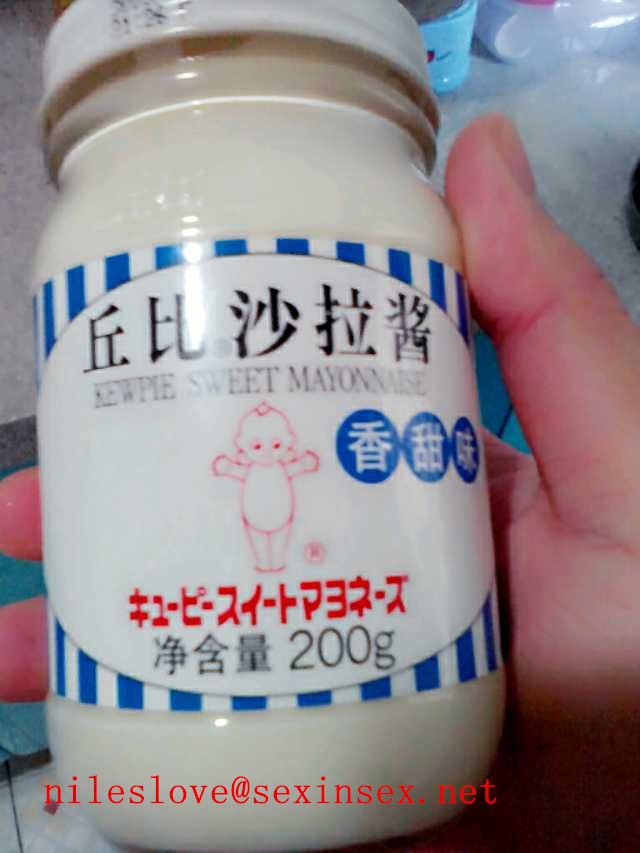 丘比®沙拉酱
KEWPIE SWEET MAYONNAISE
香甜味
®
キューピースイートマヨネーズ
净含量 200g
nileslove@sexinsex.net